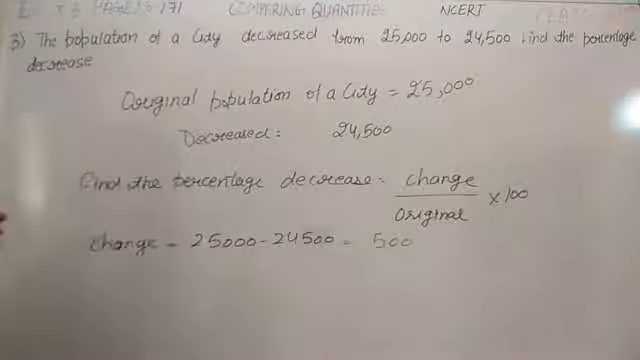 PAGE 171 COMPARING QUANTITIES NCERT
3) The population of a City decreased from 25,000 to 24,500 find the percentage
decrease
Original population of a City = 25,000
Decreased = 24,500
Find the percentage decrease = change / original × 100
change = 25000 - 24500 = 500